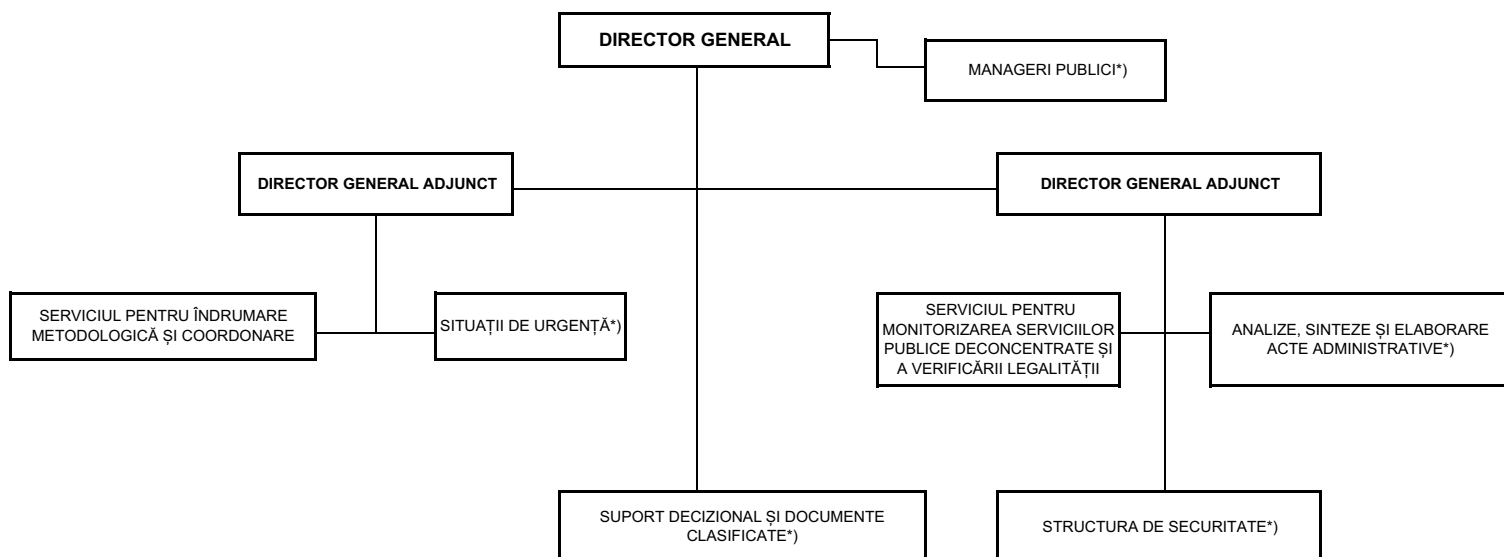 DIRECTOR GENERAL
MANAGERI PUBLICI*)
DIRECTOR GENERAL ADJUNCT
DIRECTOR GENERAL ADJUNCT
SERVICIUL PENTRU ÎNDRUMARE
METODOLOGICĂ ȘI COORDONARE
SITUAȚII DE URGENȚĂ*)
SERVICIUL PENTRU
MONITORIZAREA SERVICIILOR
PUBLICE DECONCENTRATE ȘI
A VERIFICĂRII LEGALITĂȚII
ANALIZE, SINTEZE ȘI ELABORARE
ACTE ADMINISTRATIVE*)
SUPORT DECIZIONAL ȘI DOCUMENTE
CLASIFICATE*)
STRUCTURA DE SECURITATE*)